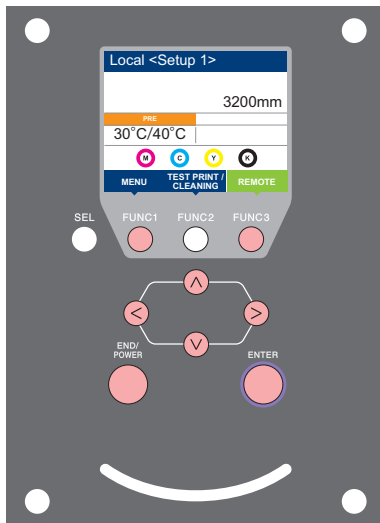 Local <Setup 1>
3200mm
PRE
30˚C/40˚C
M C Y K
MENU
TEST PRINT /
CLEANING
REMOTE
SEL FUNC1 FUNC2 FUNC3
END/
POWER
ENTER